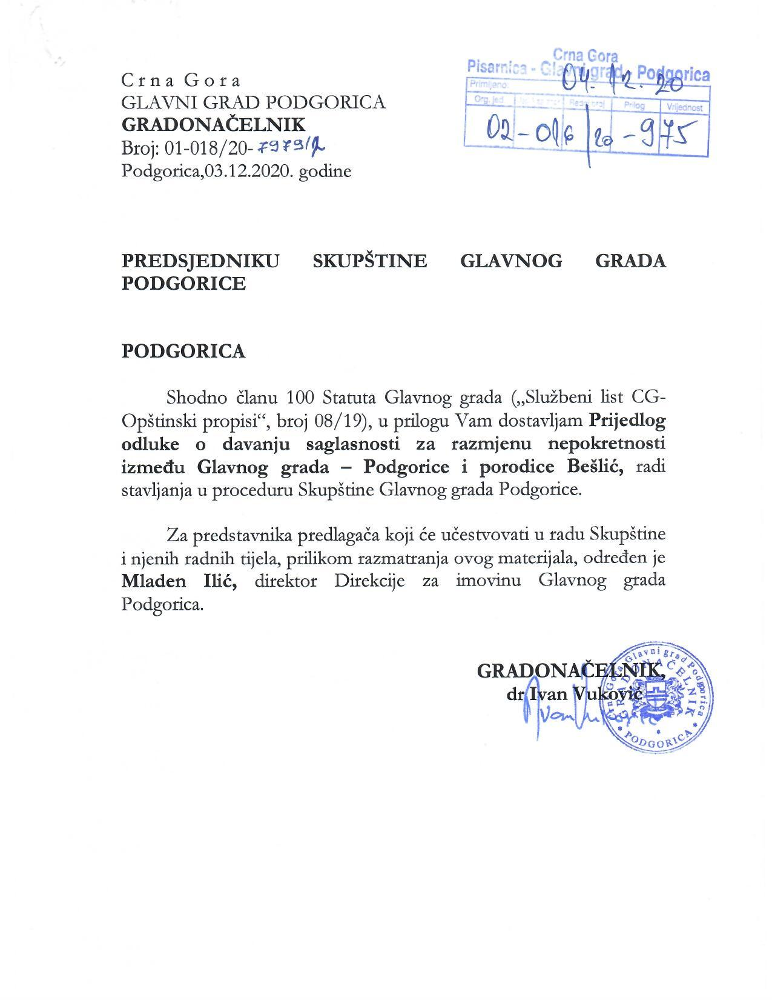 Crna Gora
Pisarnica - Glavni grad - Podgorica
Primljeno: 04. 12. 20
Org. jed. Prilog Vrijednost
02-016/20-975
Crna Gora
GLAVNI GRAD PODGORICA
GRADONAČELNIK
Broj: 01-018/20-7979/2
Podgorica,03.12.2020. godine
PREDSJEDNIKU SKUPŠTINE GLAVNOG GRADA
PODGORICE
PODGORICA
Shodno članu 100 Statuta Glavnog grada („Službeni list CG-
Opštinski propisi“, broj 08/19), u prilogu Vam dostavljam Prijedlog
odluke o davanju saglasnosti za razmjenu nepokretnosti
između Glavnog grada – Podgorice i porodice Bešlić, radi
stavljanja u proceduru Skupštine Glavnog grada Podgorice.
Za predstavnika predlagača koji će učestvovati u radu Skupštine
i njenih radnih tijela, prilikom razmatranja ovog materijala, određen je
Mladen Ilić, direktor Direkcije za imovinu Glavnog grada
Podgorica.
GRADONAČELNIK,
dr Ivan Vuković
Crna Gora Glavni grad Podgorica
GRADONAČELNIK
PODGORICA